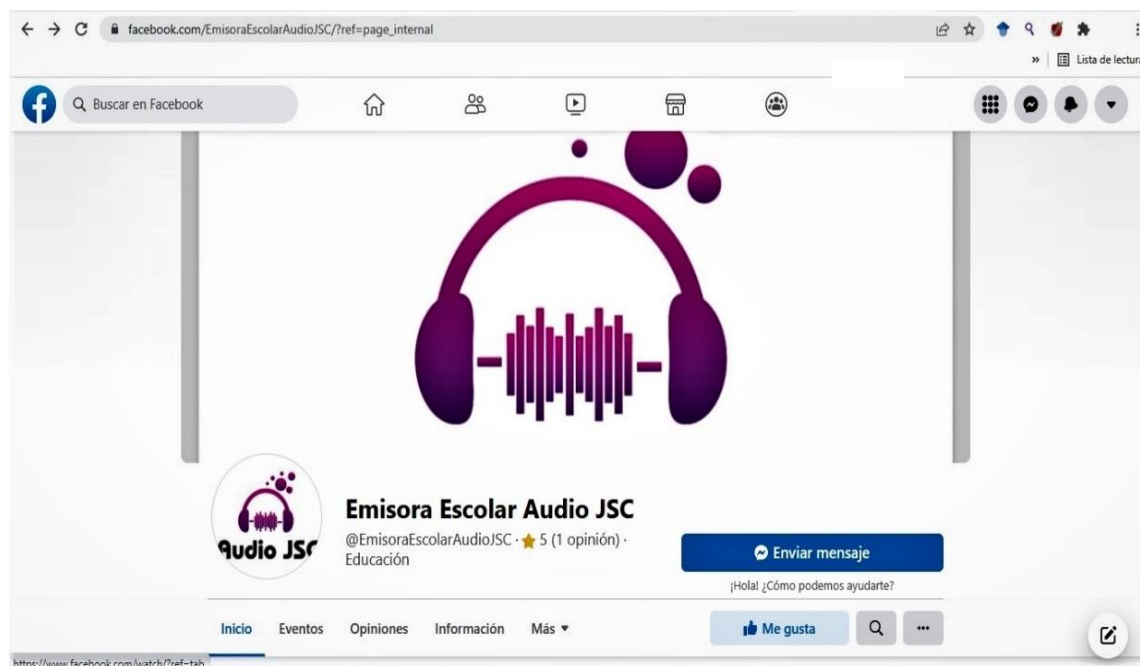 facebook.com/EmisoraEscolarAudioJSC/?ref=page_internal
» Lista de lectura
Buscar en Facebook
Audio JSC
Emisora Escolar Audio JSC
@EmisoraEscolarAudioJSC · 5 (1 opinión) ·
Educación
Enviar mensaje
¡Hola! ¿Cómo podemos ayudarte?
Inicio Eventos Opiniones Información Más
Me gusta
https://www.facebook.com/watch/?ref=tab